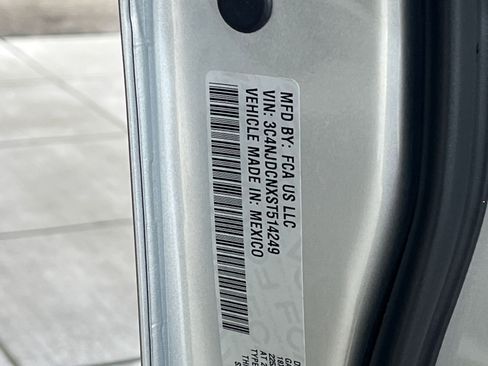 MFD BY: FCA US LLC
VIN: 3C4NJDCNXST514249
VEHICLE MADE IN: MEXICO